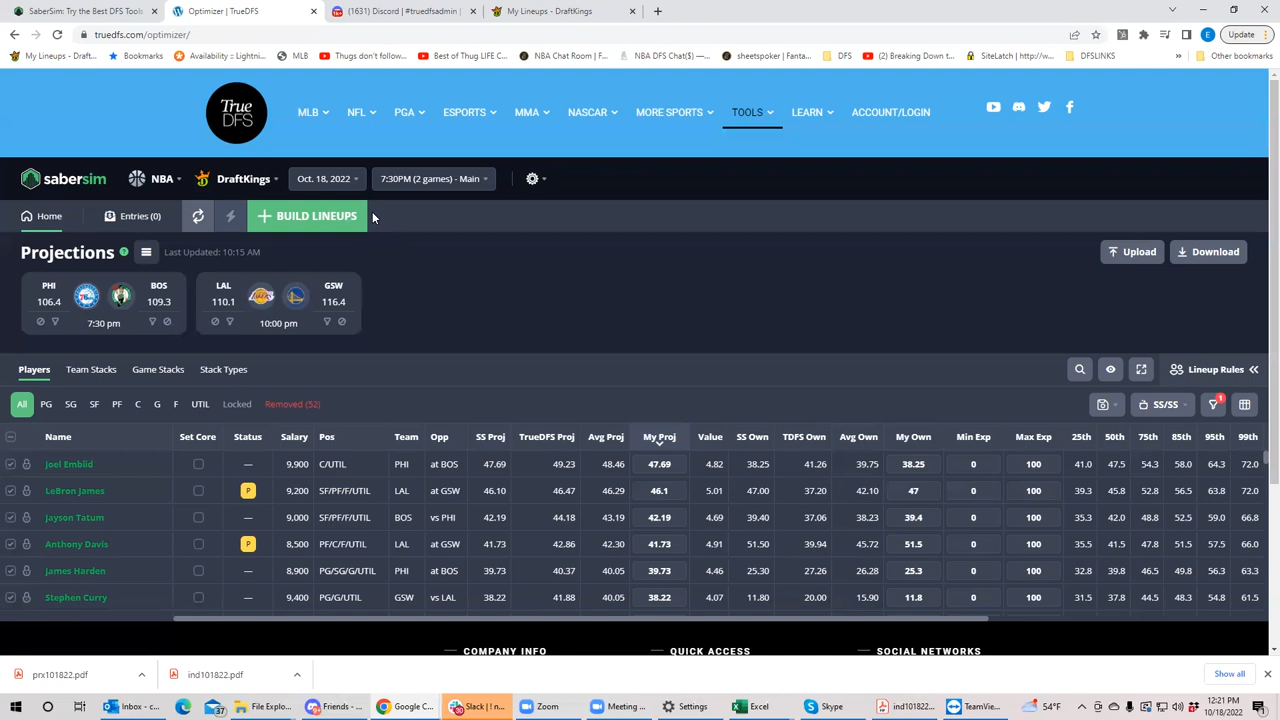 SaberSim: Try the Best DFS Tools
Optimizer | TrueDFS
(1631) Discord | #truedfsadmin |
My Lineups - DraftKings
truedfs.com/optimizer/
Update
My Lineups - Draft...
Bookmarks
Availability = Lightnin...
MLB
Thugs don't follow...
Best of Thug LIFE C...
NBA Chat Room | F...
NBA DFS Chat($)—...
sheetspoker | Fanta...
DFS
(2) Breaking Down t...
SiteLatch | http://w...
DFSLINKS
Other bookmarks
True DFS
MLB
NFL
PGA
ESPORTS
MMA
NASCAR
MORE SPORTS
TOOLS
LEARN
ACCOUNT/LOGIN
sabersim
NBA
DraftKings
Oct. 18, 2022
7:30PM (2 games) - Main
Home
Entries (0)
BUILD LINEUPS
Projections
Last Updated: 10:15 AM
Upload
Download
PHI 106.4 BOS 109.3
7:30 pm
LAL 110.1 GSW 116.4
10:00 pm
Players Team Stacks Game Stacks Stack Types
Lineup Rules
All PG SG SF PF C G F UTIL Locked Removed (52)
SS/SS
1
Name Set Core Status Salary Pos Team Opp SS Proj TrueDFS Proj Avg Proj My Proj Value SS Own TDFS Own Avg Own My Own Min Exp Max Exp 25th 50th 75th 85th 95th 99th
Joel Embiid — 9,900 C/UTIL PHI at BOS 47.69 49.23 48.46 47.69 4.82 38.25 41.26 39.75 38.25 0 100 41.0 47.5 54.3 58.0 64.3 72.0
LeBron James P 9,200 SF/PF/F/UTIL LAL at GSW 46.10 46.47 46.29 46.1 5.01 47.00 37.20 42.10 47 0 100 39.3 45.8 52.8 56.5 63.8 72.0
Jayson Tatum — 9,000 SF/PF/F/UTIL BOS vs PHI 42.19 44.18 43.19 42.19 4.69 39.40 37.06 38.23 39.4 0 100 35.3 42.0 48.8 52.5 59.0 66.8
Anthony Davis P 8,500 PF/C/F/UTIL LAL at GSW 41.73 42.86 42.30 41.73 4.91 51.50 39.94 45.72 51.5 0 100 35.5 41.5 47.8 51.5 57.5 66.0
James Harden — 8,900 PG/SG/G/UTIL PHI at BOS 39.73 40.37 40.05 39.73 4.46 25.30 27.26 26.28 25.3 0 100 32.8 39.8 46.5 49.8 56.3 63.3
Stephen Curry — 9,400 PG/G/UTIL GSW vs LAL 38.22 41.88 40.05 38.22 4.07 11.80 20.00 15.90 11.8 0 100 31.5 37.8 44.5 48.3 54.8 61.5
COMPANY INFO
QUICK ACCESS
SOCIAL NETWORKS
prx101822.pdf
ind101822.pdf
Show all
Inbox - c...
37
File Explo...
Friends - ...
Google C...
Slack | ! n...
Zoom
Meeting ...
Settings
Excel
Skype
ind10182...
TeamVie...
54°F
12:21 PM
10/18/2022